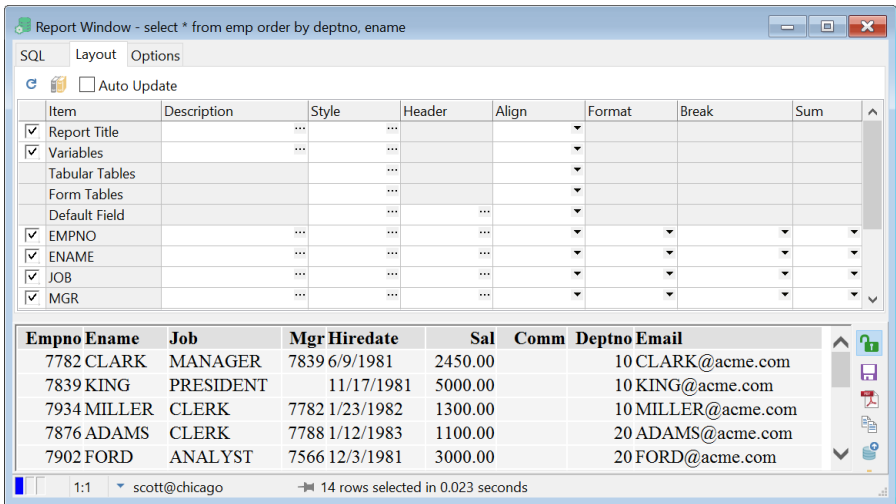 Report Window - select * from emp order by deptno, ename
SQL Layout Options
Auto Update
Item Description Style Header Align Format Break Sum
Report Title
Variables
Tabular Tables
Form Tables
Default Field
EMPNO
ENAME
JOB
MGR
Empno Ename Job Mgr Hiredate Sal Comm Deptno Email
7782 CLARK MANAGER 7839 6/9/1981 2450.00 10 CLARK@acme.com
7839 KING PRESIDENT 11/17/1981 5000.00 10 KING@acme.com
7934 MILLER CLERK 7782 1/23/1982 1300.00 10 MILLER@acme.com
7876 ADAMS CLERK 7788 1/12/1983 1100.00 20 ADAMS@acme.com
7902 FORD ANALYST 7566 12/3/1981 3000.00 20 FORD@acme.com
1:1 scott@chicago 14 rows selected in 0.023 seconds